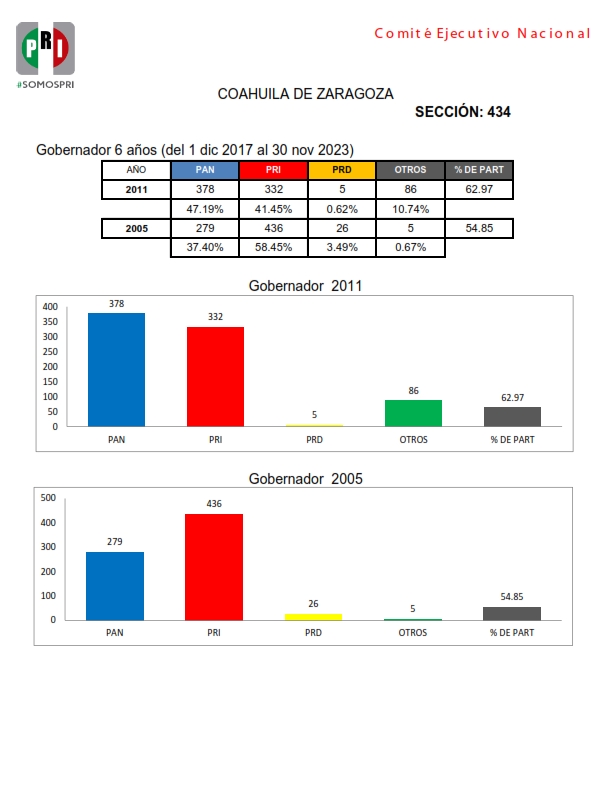 PRI
Comité Ejecutivo Nacional
#SOMOSPRI
COAHUILA DE ZARAGOZA
SECCIÓN: 434
Gobernador 6 años (del 1 dic 2017 al 30 nov 2023)
AÑO PAN PRI PRD OTROS % DE PART
2011 378 332 5 86 62.97
47.19% 41.45% 0.62% 10.74%
2005 279 436 26 5 54.85
37.40% 58.45% 3.49% 0.67%
Gobernador 2011
400
350
300
250
200
150
100
50
0
378
332
5
86
62.97
PAN PRI PRD OTROS % DE PART
Gobernador 2005
500
400
300
200
100
0
279
436
26
5
54.85
PAN PRI PRD OTROS % DE PART